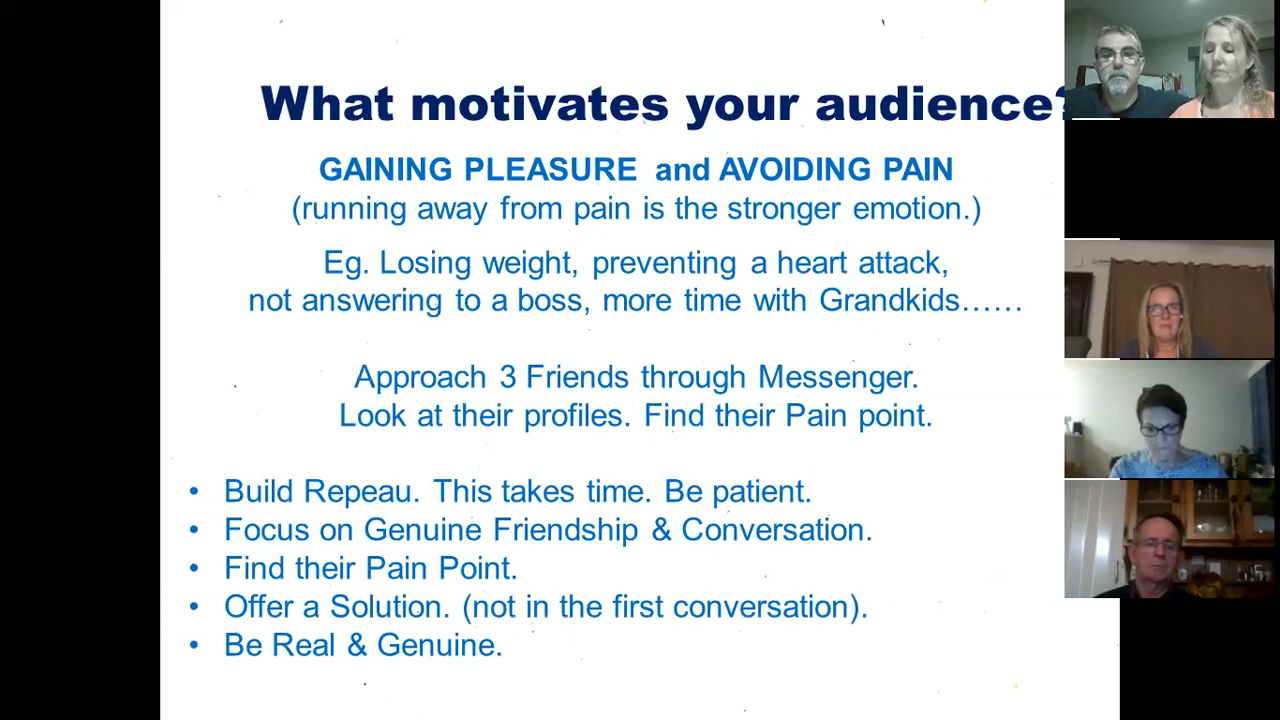 What motivates your audience?
GAINING PLEASURE and AVOIDING PAIN
(running away from pain is the stronger emotion.)
Eg. Losing weight, preventing a heart attack,
not answering to a boss, more time with Grandkids……
Approach 3 Friends through Messenger.
Look at their profiles. Find their Pain point.
• Build Repeau. This takes time. Be patient.
• Focus on Genuine Friendship & Conversation.
• Find their Pain Point.
• Offer a Solution. (not in the first conversation).
• Be Real & Genuine.